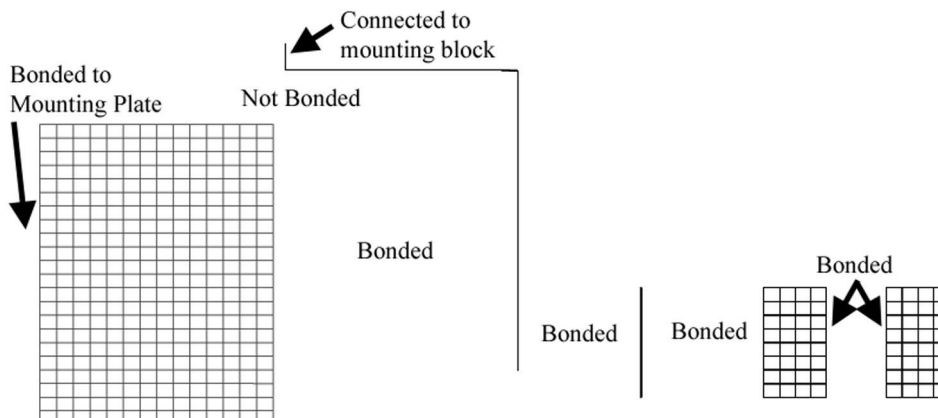 Connected to
mounting block
Bonded to
Mounting Plate
Not Bonded
Bonded
Bonded
Bonded
Bonded